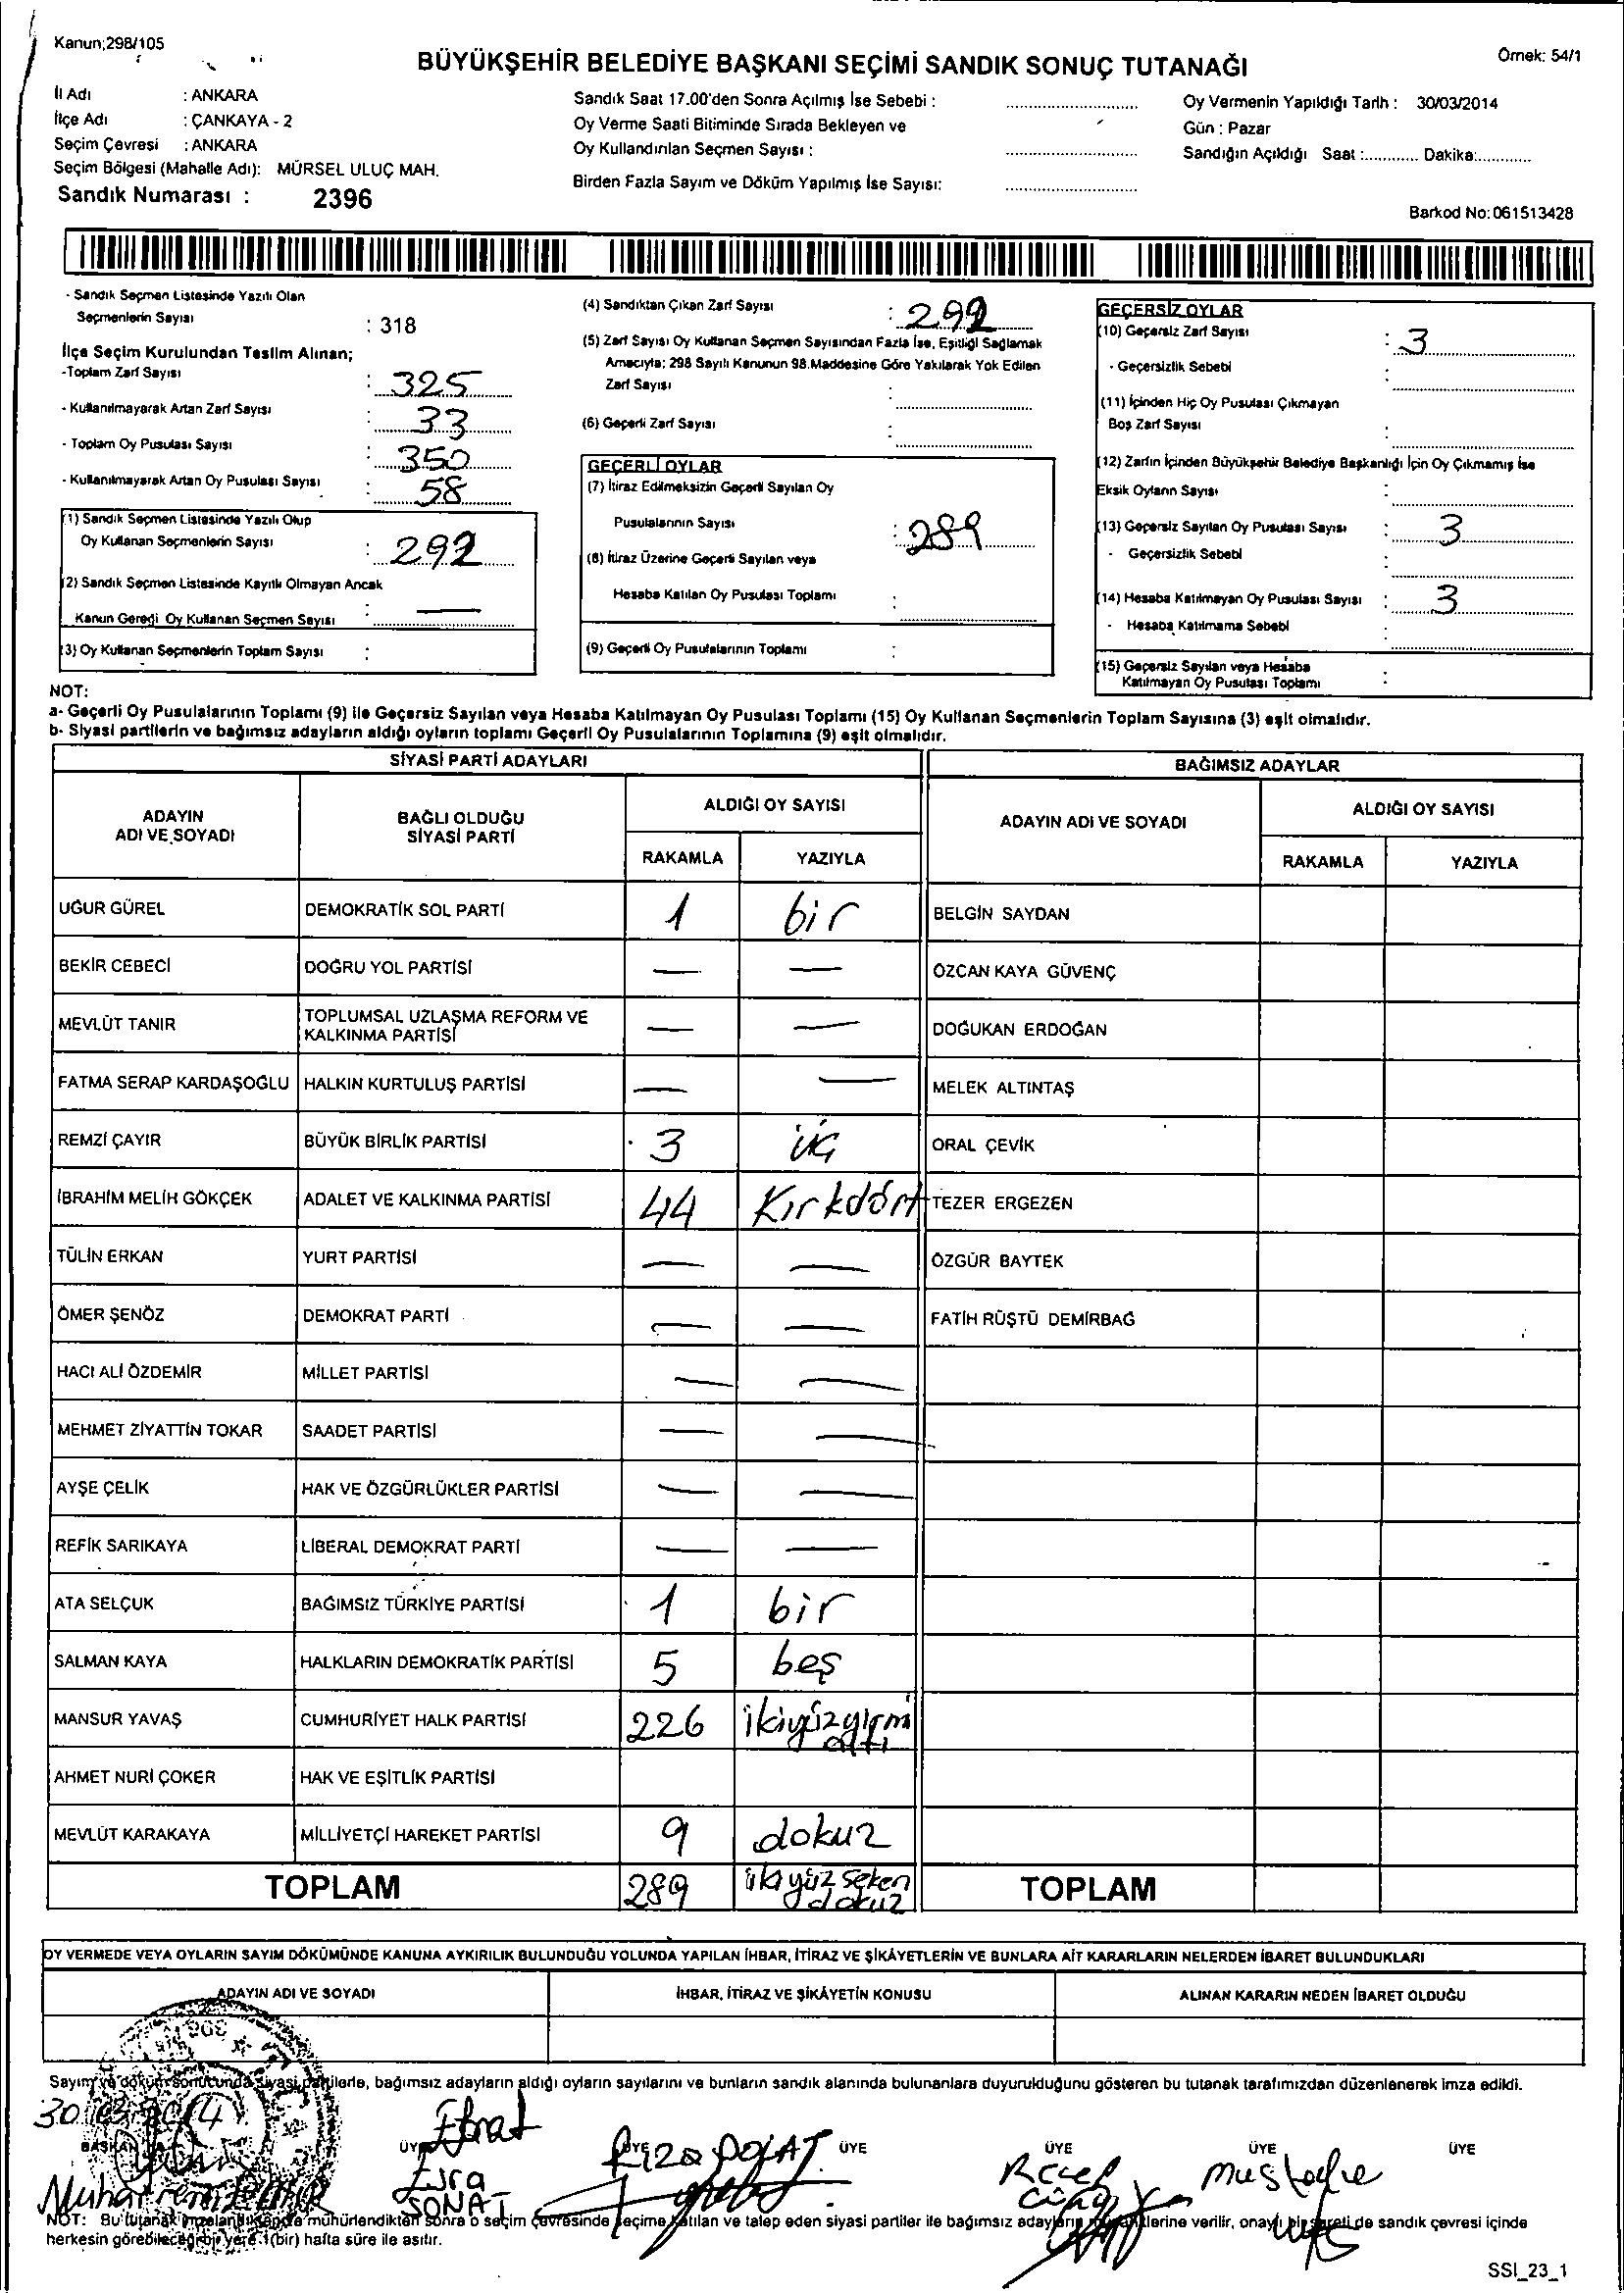 Kanun;298/105
Örnek: 54/1
BÜYÜKŞEHİR BELEDİYE BAŞKANI SEÇİMİ SANDIK SONUÇ TUTANAĞI
İl Adı : ANKARA
İlçe Adı : ÇANKAYA - 2
Seçim Çevresi : ANKARA
Seçim Bölgesi (Mahalle Adı): MÜRSEL ULUÇ MAH.
Sandık Numarası : 2396
Sandık Saat 17.00'den Sonra Açılmış İse Sebebi :
Oy Verme Saati Bitiminde Sırada Bekleyen ve
Oy Kullandırılan Seçmen Sayısı :
Birden Fazla Sayım ve Döküm Yapılmış İse Sayısı:
Oy Vermenin Yapıldığı Tarih : 30/03/2014
Gün : Pazar
Sandığın Açıldığı Saat :............ Dakika:............
Barkod No:061513428
- Sandık Seçmen Listesinde Yazılı Olan
Seçmenlerin Sayısı : 318
İlçe Seçim Kurulundan Teslim Alınan;
-Toplam Zarf Sayısı : 325
- Kullanılmayarak Artan Zarf Sayısı : 33
- Toplam Oy Pusulası Sayısı : 350
- Kullanılmayarak Artan Oy Pusulası Sayısı : 58
(1) Sandık Seçmen Listesinde Yazılı Olup
Oy Kullanan Seçmenlerin Sayısı : 292
(2) Sandık Seçmen Listesinde Kayıtlı Olmayan Ancak
Kanun Gereği Oy Kullanan Seçmen Sayısı : —
(3) Oy Kullanan Seçmenlerin Toplam Sayısı :
(4) Sandıktan Çıkan Zarf Sayısı : 292
(5) Zarf Sayısı Oy Kullanan Seçmen Sayısından Fazla İse, Eşitliği Sağlamak
Amacıyla; 298 Sayılı Kanunun 98.Maddesine Göre Yakılarak Yok Edilen
Zarf Sayısı :
(6) Geçerli Zarf Sayısı :
GEÇERLİ OYLAR
(7) İtiraz Edilmeksizin Geçerli Sayılan Oy
Pusulalarının Sayısı : 289
(8) İtiraz Üzerine Geçerli Sayılan veya
Hesaba Katılan Oy Pusulası Toplamı :
(9) Geçerli Oy Pusulalarının Toplamı :
GEÇERSİZ OYLAR
(10) Geçersiz Zarf Sayısı : 3
- Geçersizlik Sebebi :
(11) İçinden Hiç Oy Pusulası Çıkmayan
Boş Zarf Sayısı :
(12) Zarfın İçinden Büyükşehir Belediye Başkanlığı İçin Oy Çıkmamış İse
Eksik Oyların Sayısı :
(13) Geçersiz Sayılan Oy Pusulası Sayısı : 3
- Geçersizlik Sebebi :
(14) Hesaba Katılmayan Oy Pusulası Sayısı : 3
- Hesaba Katılmama Sebebi :
(15) Geçersiz Sayılan veya Hesaba
Katılmayan Oy Pusulası Toplamı :
NOT:
a- Geçerli Oy Pusulalarının Toplamı (9) ile Geçersiz Sayılan veya Hesaba Katılmayan Oy Pusulası Toplamı (15) Oy Kullanan Seçmenlerin Toplam Sayısına (3) eşit olmalıdır.
b- Siyasi partilerin ve bağımsız adayların aldığı oyların toplamı Geçerli Oy Pusulalarının Toplamına (9) eşit olmalıdır.
SİYASİ PARTİ ADAYLARI BAĞIMSIZ ADAYLAR
ADAYIN ADI VE SOYADI BAĞLI OLDUĞU SİYASİ PARTİ ALDIĞI OY SAYISI ADAYIN ADI VE SOYADI ALDIĞI OY SAYISI
RAKAMLA YAZIYLA RAKAMLA YAZIYLA
UĞUR GÜREL DEMOKRATİK SOL PARTİ 1 bir BELGİN SAYDAN
BEKİR CEBECİ DOĞRU YOL PARTİSİ — — ÖZCAN KAYA GÜVENÇ
MEVLÜT TANIR TOPLUMSAL UZLAŞMA REFORM VE KALKINMA PARTİSİ — — DOĞUKAN ERDOĞAN
FATMA SERAP KARDAŞOĞLU HALKIN KURTULUŞ PARTİSİ — — MELEK ALTINTAŞ
REMZİ ÇAYIR BÜYÜK BİRLİK PARTİSİ 3 üç ORAL ÇEVİK
İBRAHİM MELİH GÖKÇEK ADALET VE KALKINMA PARTİSİ 44 Kırkdört TEZER ERGEZEN
TÜLİN ERKAN YURT PARTİSİ — — ÖZGÜR BAYTEK
ÖMER ŞENÖZ DEMOKRAT PARTİ — — FATİH RÜŞTÜ DEMİRBAĞ
HACI ALİ ÖZDEMİR MİLLET PARTİSİ — —
MEHMET ZİYATTİN TOKAR SAADET PARTİSİ — —
AYŞE ÇELİK HAK VE ÖZGÜRLÜKLER PARTİSİ — —
REFİK SARIKAYA LİBERAL DEMOKRAT PARTİ — —
ATA SELÇUK BAĞIMSIZ TÜRKİYE PARTİSİ 1 bir
SALMAN KAYA HALKLARIN DEMOKRATİK PARTİSİ 5 beş
MANSUR YAVAŞ CUMHURİYET HALK PARTİSİ 226 ikiyüzyirmi altı
AHMET NURİ ÇOKER HAK VE EŞİTLİK PARTİSİ
MEVLÜT KARAKAYA MİLLİYETÇİ HAREKET PARTİSİ 9 dokuz
TOPLAM 289 ikiyüz seksen dokuz TOPLAM
OY VERMEDE VEYA OYLARIN SAYIM DÖKÜMÜNDE KANUNA AYKIRILIK BULUNDUĞU YOLUNDA YAPILAN İHBAR, İTİRAZ VE ŞİKÂYETLERİN VE BUNLARA AİT KARARLARIN NELERDEN İBARET BULUNDUKLARI
ADAYIN ADI VE SOYADI İHBAR, İTİRAZ VE ŞİKÂYETİN KONUSU ALINAN KARARIN NEDEN İBARET OLDUĞU
Sayım ve döküm sonucunda siyasi partilerle, bağımsız adayların aldığı oyların sayılarını ve bunların sandık alanında bulunanlara duyurulduğunu gösteren bu tutanak tarafımızdan düzenlenerek imza edildi.
30/03/2014
BAŞKAN ÜYE ÜYE ÜYE ÜYE ÜYE ÜYE
Muharrem Esra SONAT Rıza POLAT Recep Mustafa
NOT: Bu tutanak imzalandıktan ve mühürlendikten sonra o seçim çevresinde seçime katılan ve talep eden siyasi partiler ile bağımsız adayların müşahitlerine verilir, onaylı bir sureti de sandık çevresi içinde
herkesin görebileceği bir yere 1(bir) hafta süre ile asılır.
SSI_23_1